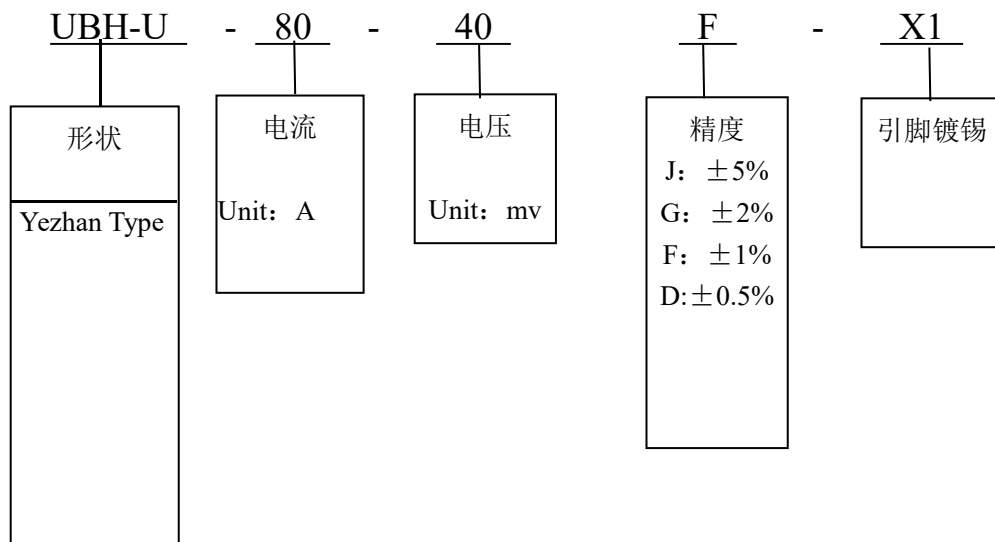 UBH-U - 80 - 40 F - X1
形状
Yezhan Type
电流
Unit：A
电压
Unit：mv
精度
J：±5%
G：±2%
F：±1%
D:±0.5%
引脚镀锡